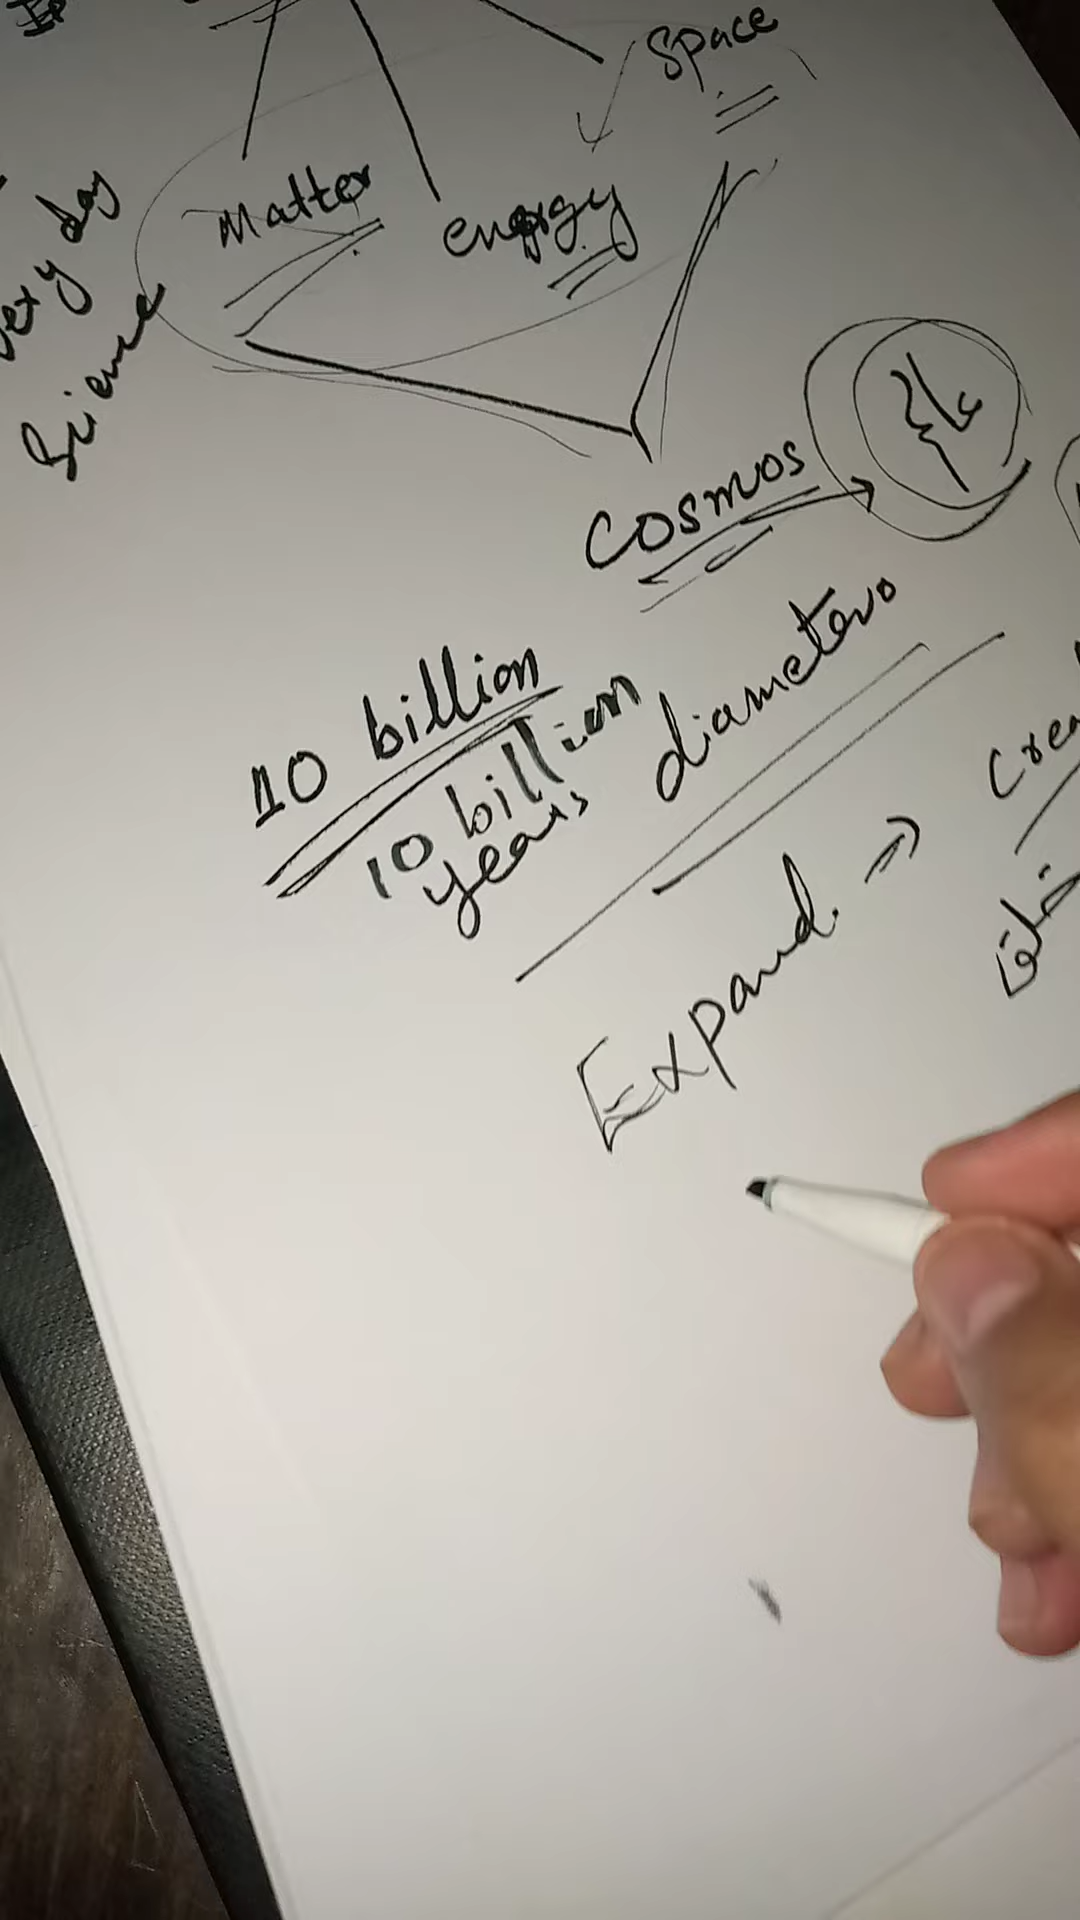 Space
Matter
energy
every day
Science
Cosmos
10 billion
10 billion
years
diameter
Expand